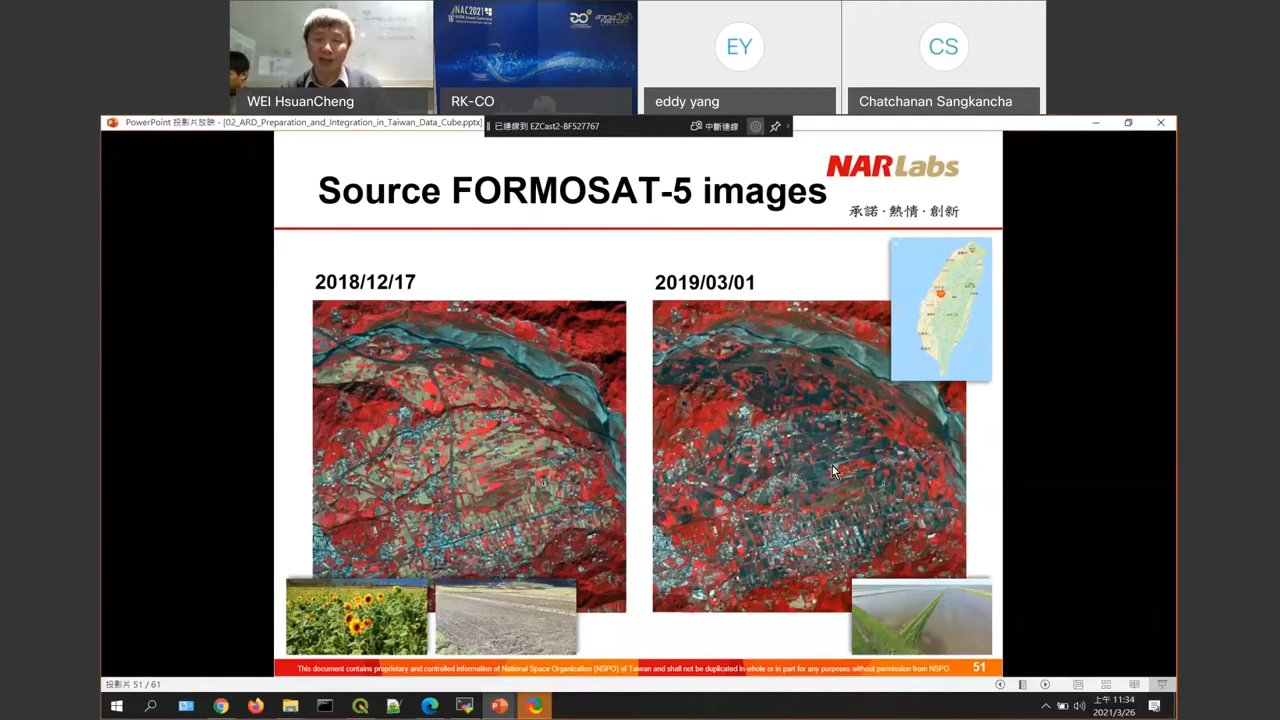 NAC2021
EY
CS
WEI HsuanCheng
RK-CO
eddy yang
Chatchanan Sangkancha
PowerPoint 投影片放映 - [02_ARD_Preparation_and_Integration_in_Taiwan_Data_Cube.pptx]
已連線到 EZCast2-BF527767
中斷連線
Source FORMOSAT-5 images
NARLabs
承諾·熱情·創新
2018/12/17
2019/03/01
This document contains proprietary and controlled information of National Space Organization (NSPO) of Taiwan and shall not be duplicated in whole or in part for any purposes without permission from NSPO.
51
投影片 51 / 61
上午 11:34
2021/3/26